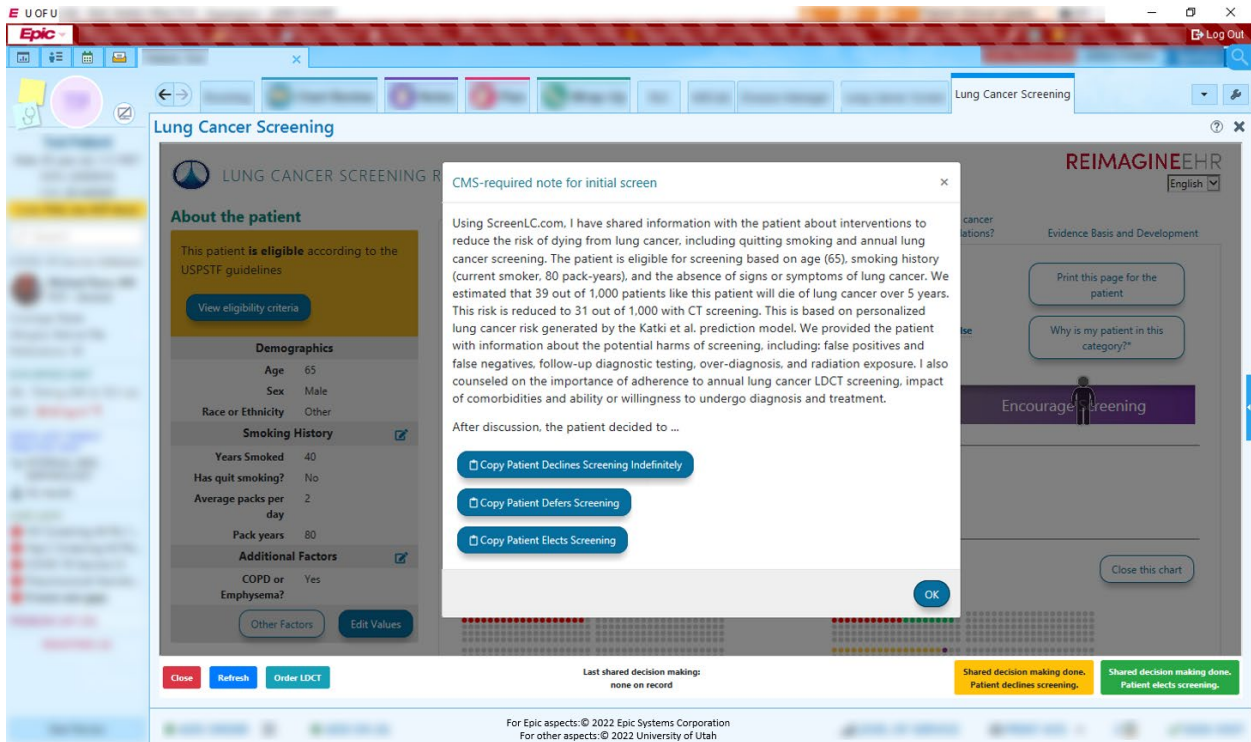 E U OF U
Epic
Log Out
Lung Cancer Screening
Lung Cancer Screening
LUNG CANCER SCREENING R
REIMAGINEEHR
English
About the patient
This patient is eligible according to the
USPSTF guidelines
View eligibility criteria
Demographics
Age 65
Sex Male
Race or Ethnicity Other
Smoking History
Years Smoked 40
Has quit smoking? No
Average packs per 2
day
Pack years 80
Additional Factors
COPD or Yes
Emphysema?
Other Factors
Edit Values
CMS-required note for initial screen
Using ScreenLC.com, I have shared information with the patient about interventions to
reduce the risk of dying from lung cancer, including quitting smoking and annual lung
cancer screening. The patient is eligible for screening based on age (65), smoking history
(current smoker, 80 pack-years), and the absence of signs or symptoms of lung cancer. We
estimated that 39 out of 1,000 patients like this patient will die of lung cancer over 5 years.
This risk is reduced to 31 out of 1,000 with CT screening. This is based on personalized
lung cancer risk generated by the Katki et al. prediction model. We provided the patient
with information about the potential harms of screening, including: false positives and
false negatives, follow-up diagnostic testing, over-diagnosis, and radiation exposure. I also
counseled on the importance of adherence to annual lung cancer LDCT screening, impact
of comorbidities and ability or willingness to undergo diagnosis and treatment.
After discussion, the patient decided to ...
Copy Patient Declines Screening Indefinitely
Copy Patient Defers Screening
Copy Patient Elects Screening
OK
cancer
lations?
Evidence Basis and Development
Print this page for the
patient
lse
Why is my patient in this
category?*
Encourage Screening
Close this chart
Close
Refresh
Order LDCT
Last shared decision making:
none on record
Shared decision making done.
Patient declines screening.
Shared decision making done.
Patient elects screening.
For Epic aspects:© 2022 Epic Systems Corporation
For other aspects:© 2022 University of Utah